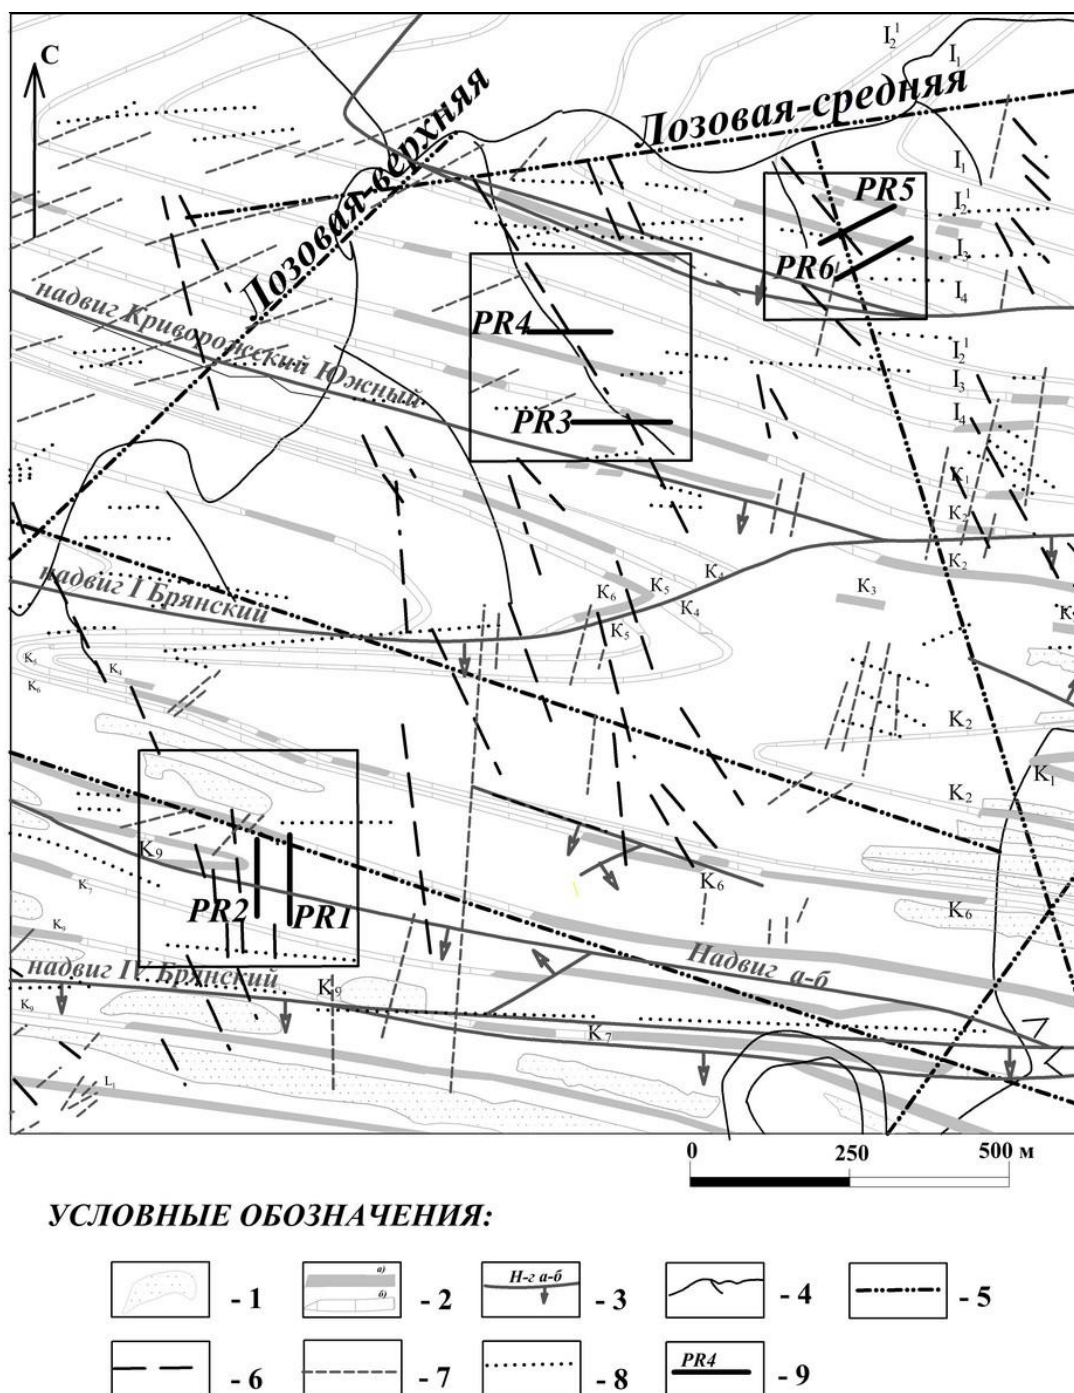 С
Лозовая-верхняя
Лозовая-средняя
I₂¹
I₁
I₁
I₂¹
I₃
I₄
PR5
PR6
PR4
PR3
надвиг Криворожский Южный
I₂¹
I₃
I₄
K₁
K₂
K₂
K₃
K₆
K₅
K₄
K₄
K₅
надвиг I Брянский
K₅
K₄
K₆
K₂
K₁
K₂
K₉
K₇
PR2
PR1
K₆
K₆
Надвиг а-б
надвиг IV Брянский
K₉
K₉
K₇
L₁
0
250
500 м
УСЛОВНЫЕ ОБОЗНАЧЕНИЯ:
- 1
а)
б)
- 2
Н-г а-б
- 3
- 4
- 5
- 6
- 7
- 8
PR4
- 9